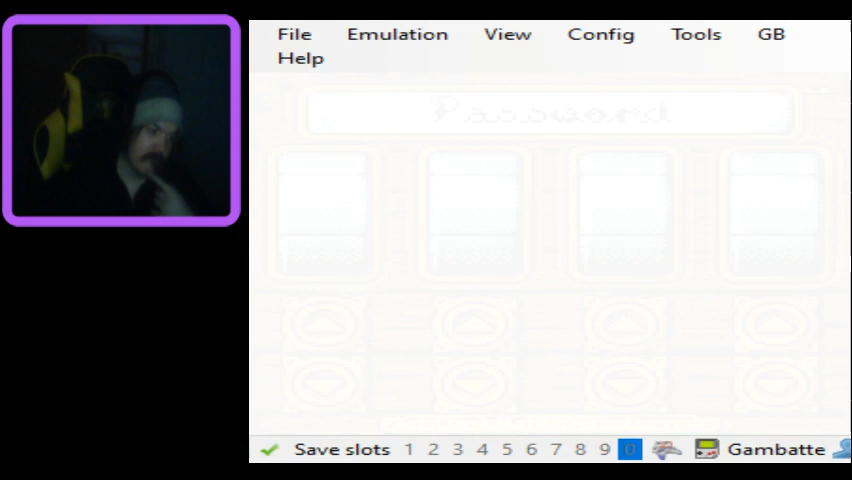 File Emulation View Config Tools GB
Help
Password
Save slots 1 2 3 4 5 6 7 8 9 0 Gambatte